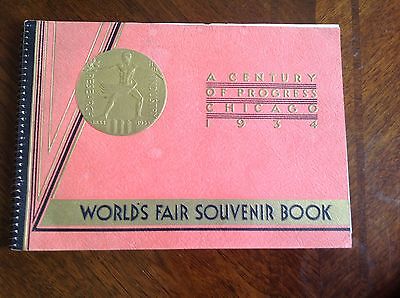 A CENTURY
OF PROGRESS
CHICAGO
1934
WORLD'S FAIR SOUVENIR BOOK